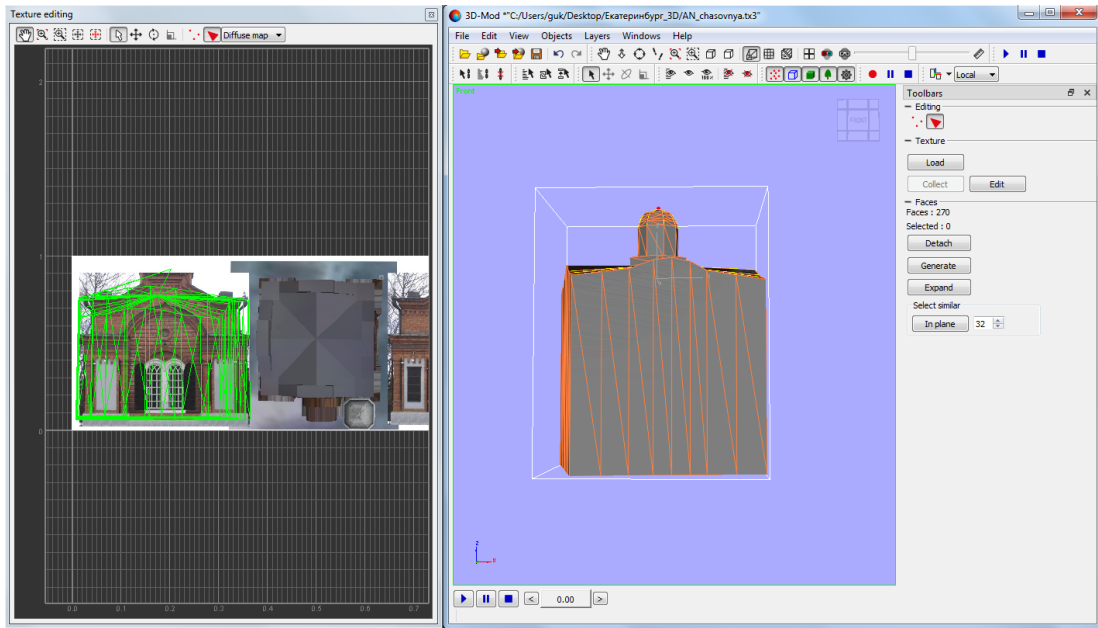 Texture editing
Diffuse map
2
1
0
0.0 0.1 0.2 0.3 0.4 0.5 0.6 0.7
3D-Mod *"C:/Users/guk/Desktop/Екатеринбург_3D/AN_chasovnya.tx3"
File Edit View Objects Layers Windows Help
Local
Front
FRONT
z
x
0.00
Toolbars
Editing
Texture
Load
Collect Edit
Faces
Faces : 270
Selected : 0
Detach
Generate
Expand
Select similar
In plane 32